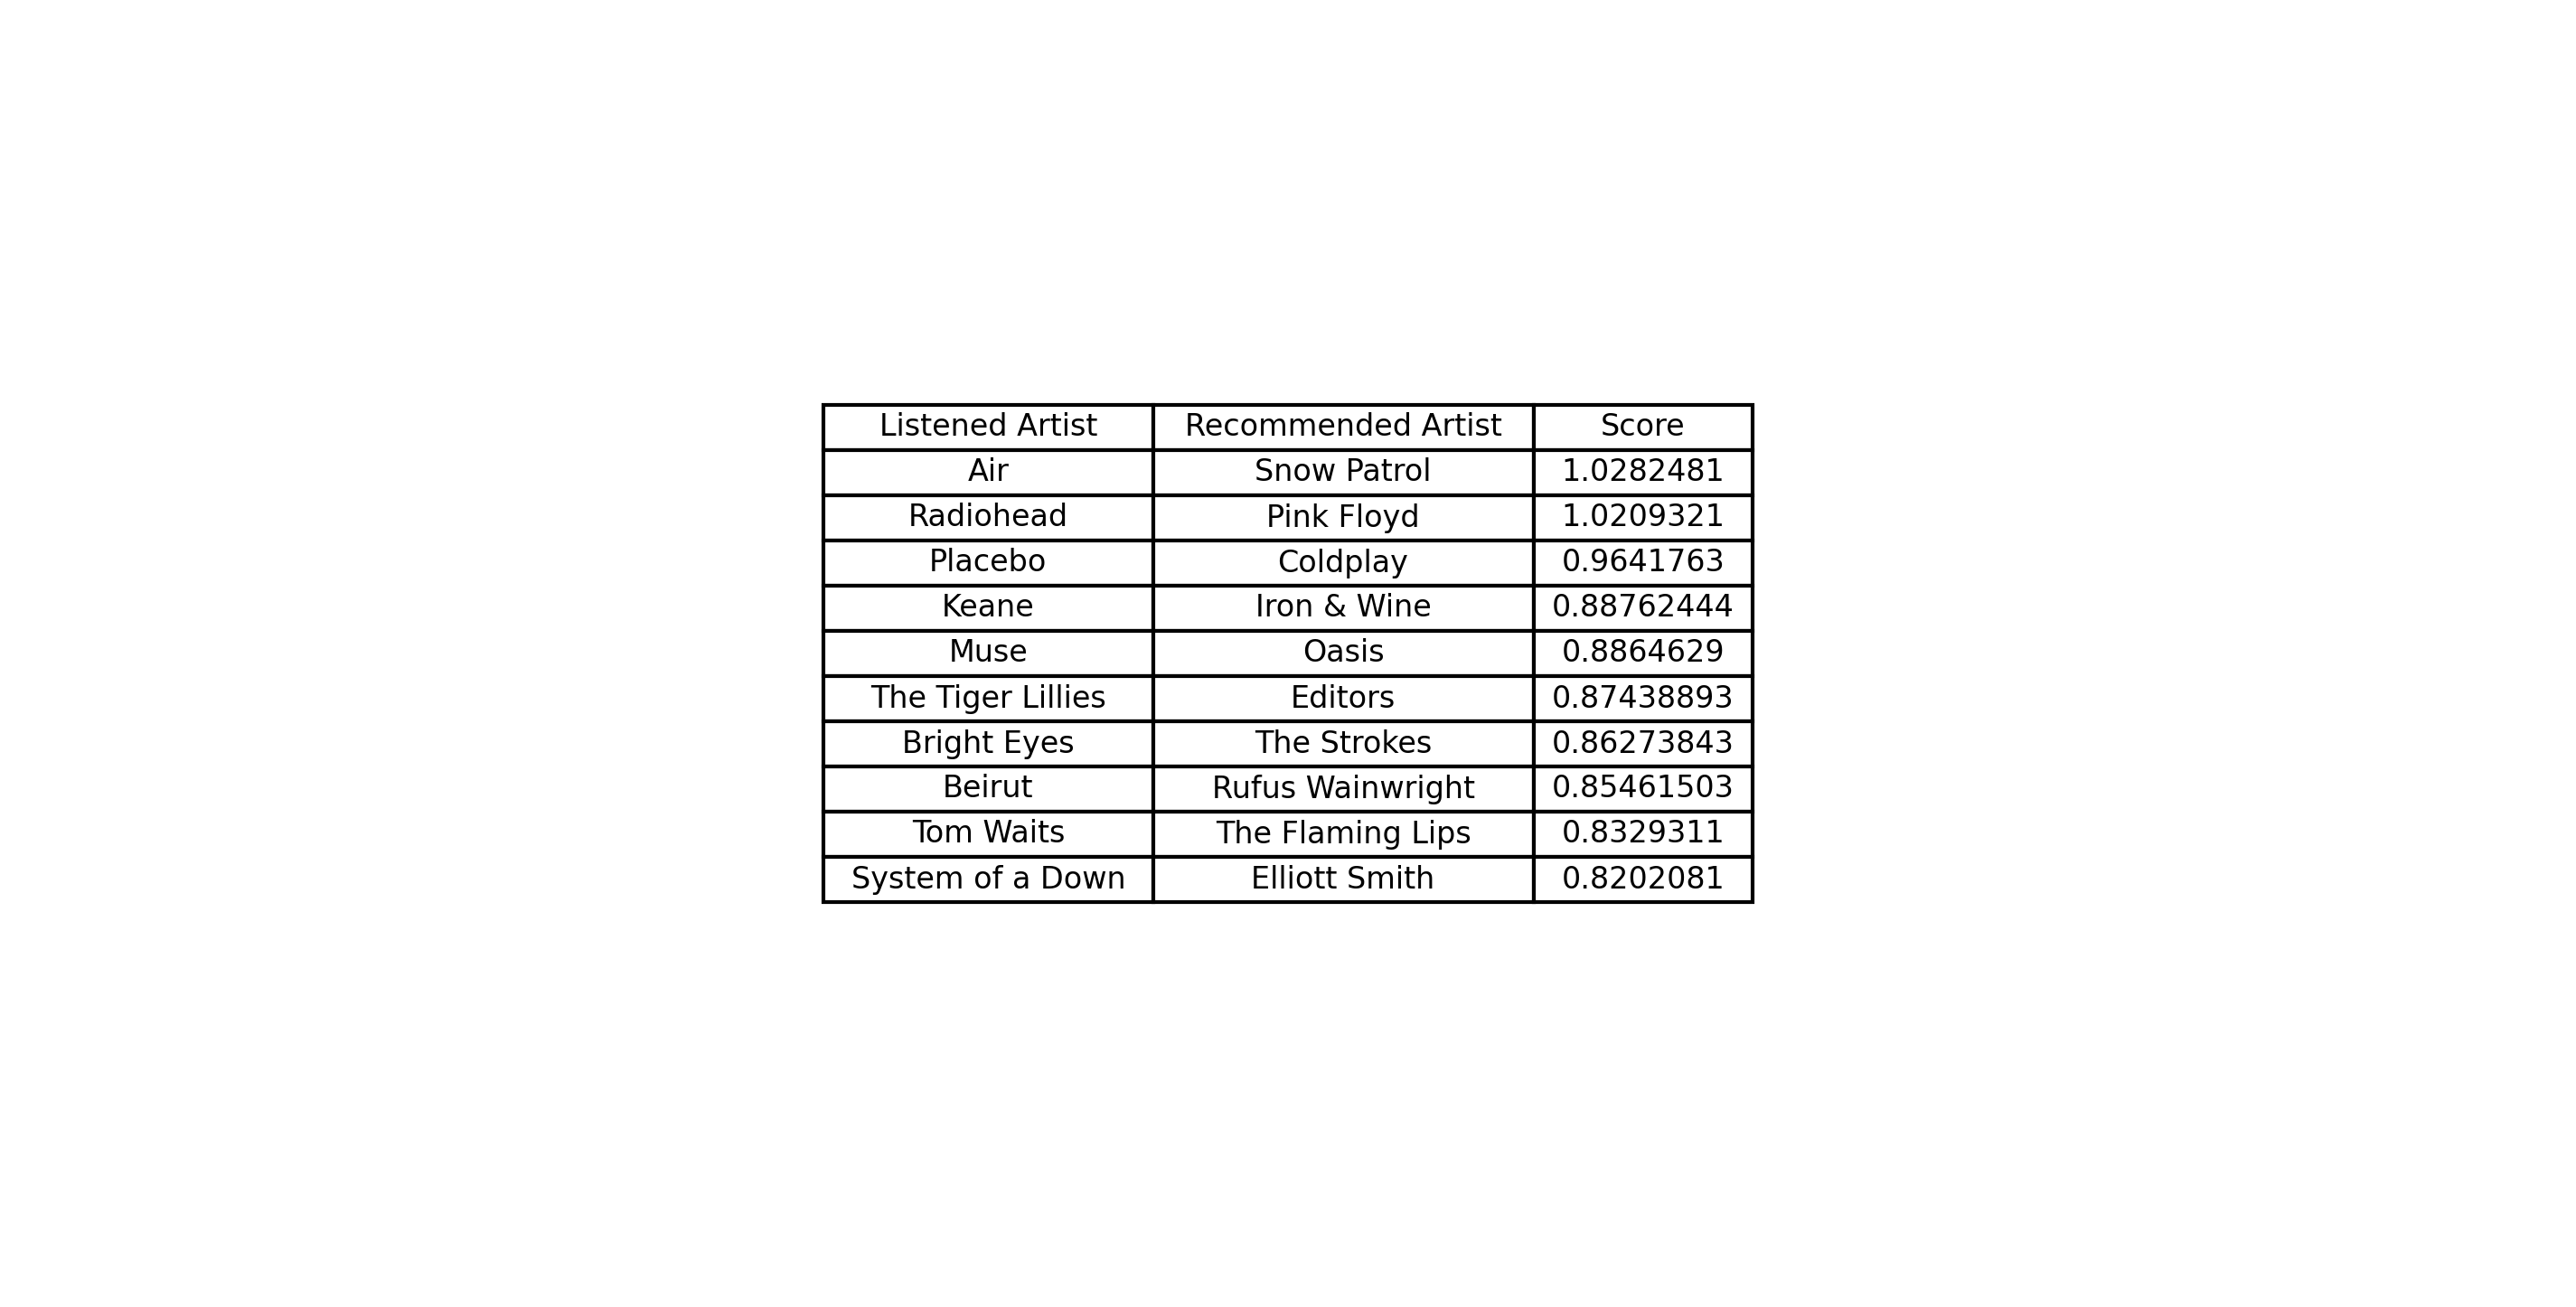 Listened Artist Recommended Artist Score
Air Snow Patrol 1.0282481
Radiohead Pink Floyd 1.0209321
Placebo Coldplay 0.9641763
Keane Iron & Wine 0.88762444
Muse Oasis 0.8864629
The Tiger Lillies Editors 0.87438893
Bright Eyes The Strokes 0.86273843
Beirut Rufus Wainwright 0.85461503
Tom Waits The Flaming Lips 0.8329311
System of a Down Elliott Smith 0.8202081